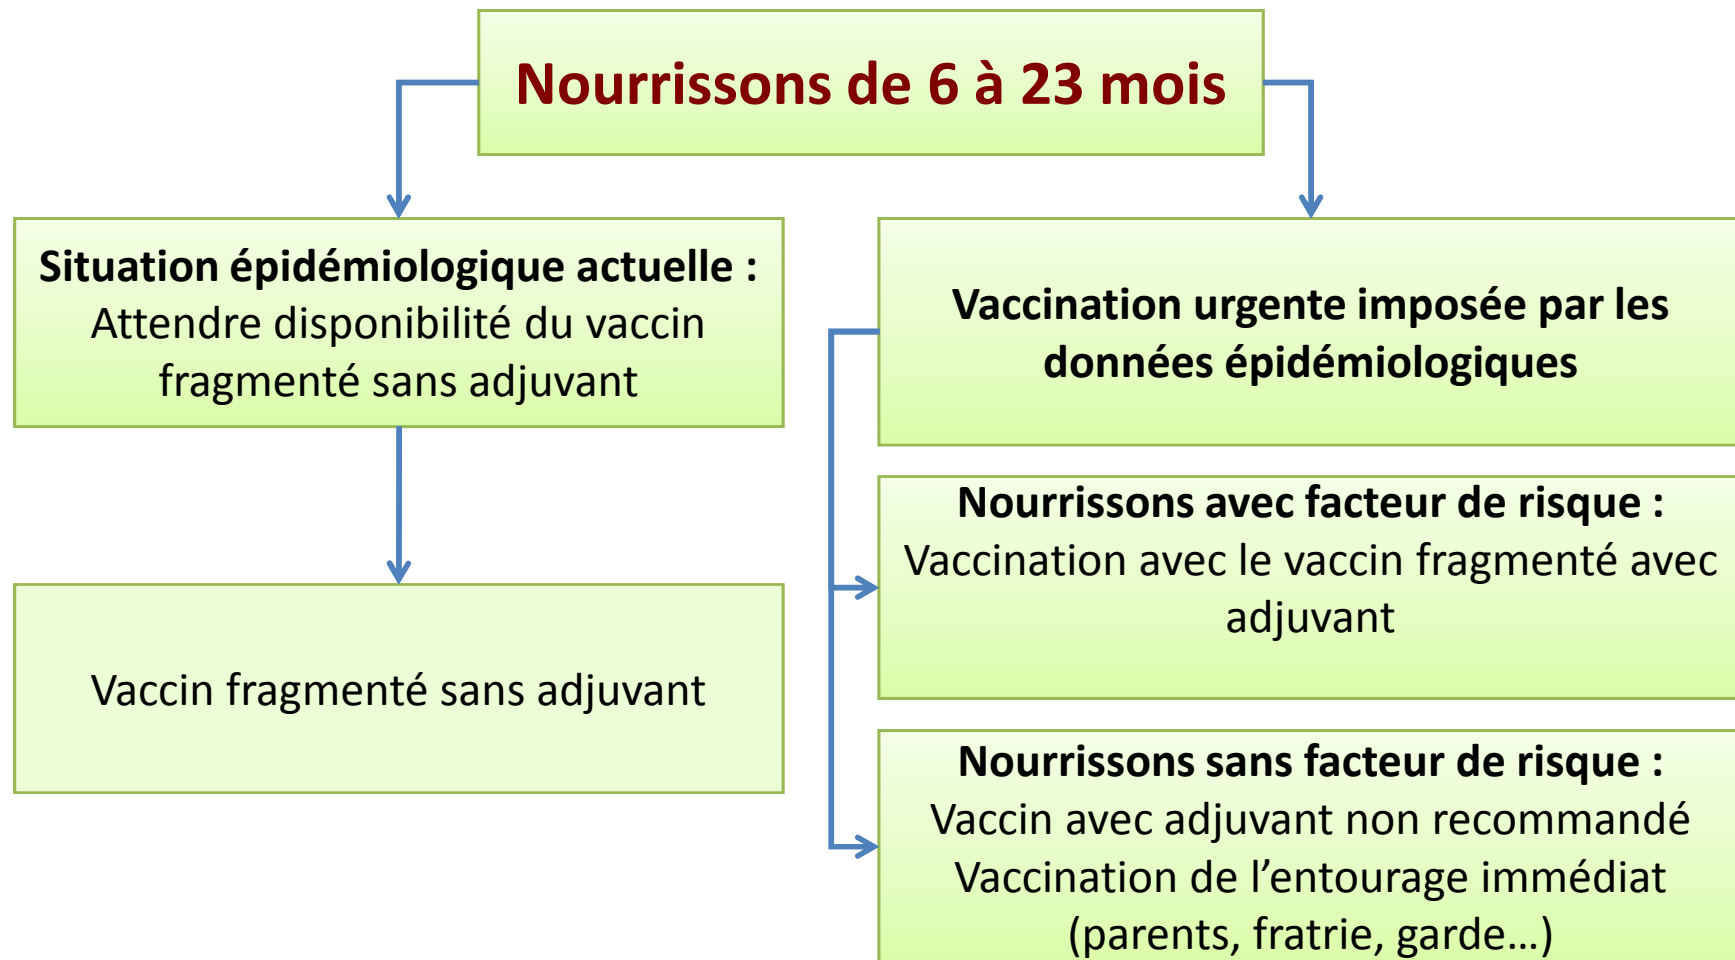 Nourrissons de 6 à 23 mois
Situation épidémiologique actuelle :
Attendre disponibilité du vaccin
fragmenté sans adjuvant
Vaccin fragmenté sans adjuvant
Vaccination urgente imposée par les
données épidémiologiques
Nourrissons avec facteur de risque :
Vaccination avec le vaccin fragmenté avec
adjuvant
Nourrissons sans facteur de risque :
Vaccin avec adjuvant non recommandé
Vaccination de l’entourage immédiat
(parents, fratrie, garde…)